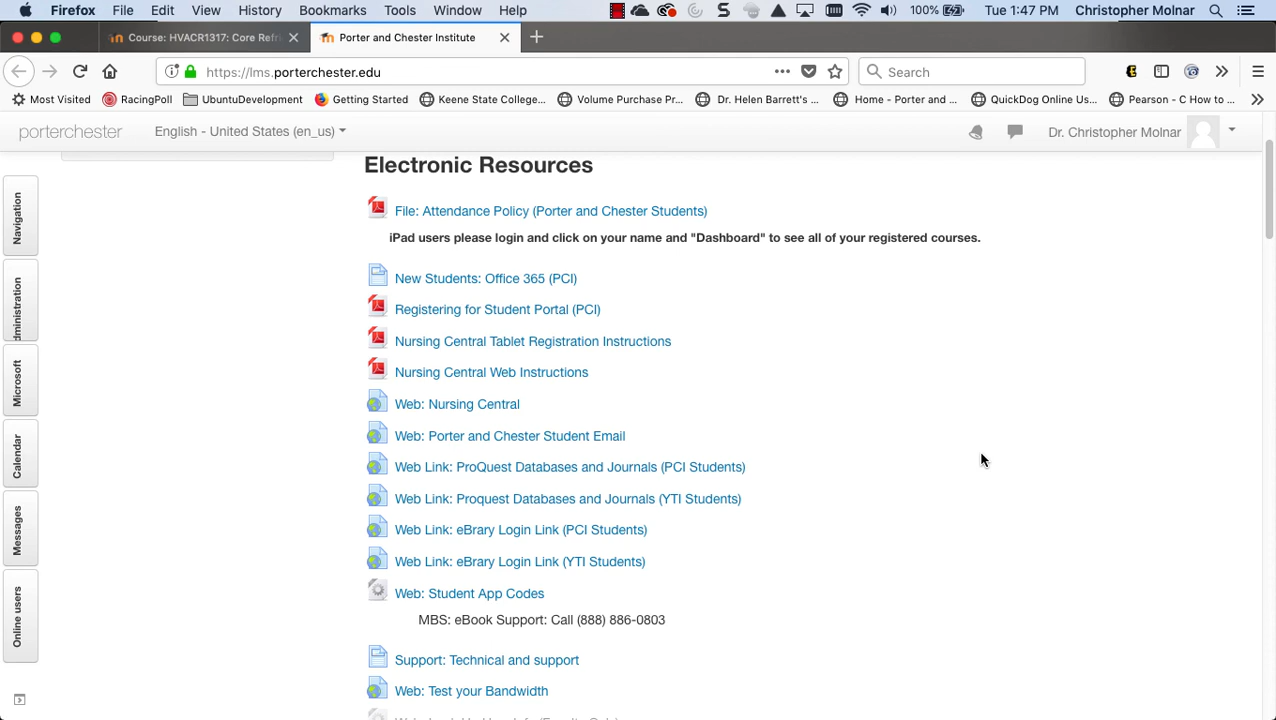 Firefox File Edit View History Bookmarks Tools Window Help 100% Tue 1:47 PM Christopher Molnar
Course: HVACR1317: Core Refri
Porter and Chester Institute
https://lms.porterchester.edu
Search
Most Visited RacingPoll UbuntuDevelopment Getting Started Keene State College... Volume Purchase Pr... Dr. Helen Barrett's ... Home - Porter and ... QuickDog Online Us... Pearson - C How to ...
porterchester English - United States (en_us) Dr. Christopher Molnar
Electronic Resources
File: Attendance Policy (Porter and Chester Students)
iPad users please login and click on your name and "Dashboard" to see all of your registered courses.
New Students: Office 365 (PCI)
Registering for Student Portal (PCI)
Nursing Central Tablet Registration Instructions
Nursing Central Web Instructions
Web: Nursing Central
Web: Porter and Chester Student Email
Web Link: ProQuest Databases and Journals (PCI Students)
Web Link: Proquest Databases and Journals (YTI Students)
Web Link: eBrary Login Link (PCI Students)
Web Link: eBrary Login Link (YTI Students)
Web: Student App Codes
MBS: eBook Support: Call (888) 886-0803
Support: Technical and support
Web: Test your Bandwidth
Navigation
dministration
Microsoft
Calendar
Messages
Online users